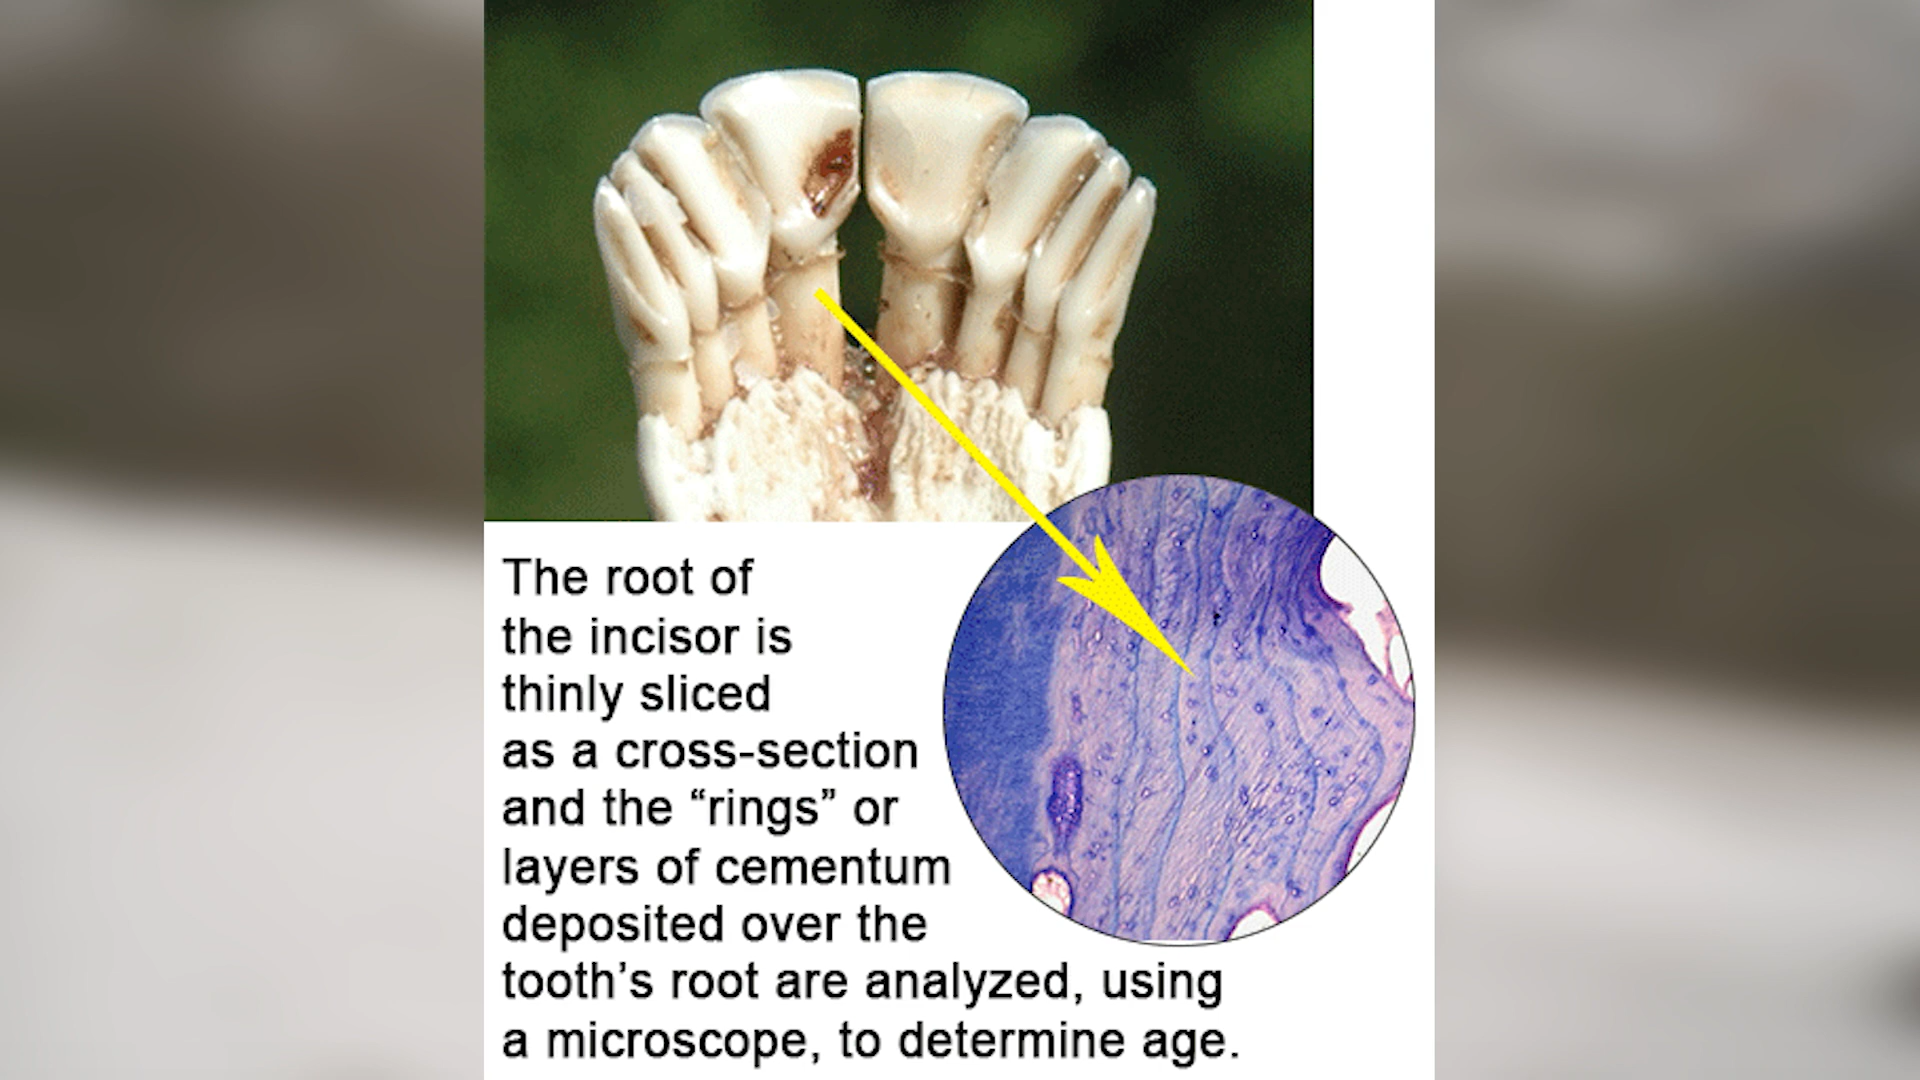 The root of
the incisor is
thinly sliced
as a cross-section
and the “rings” or
layers of cementum
deposited over the
tooth’s root are analyzed, using
a microscope, to determine age.